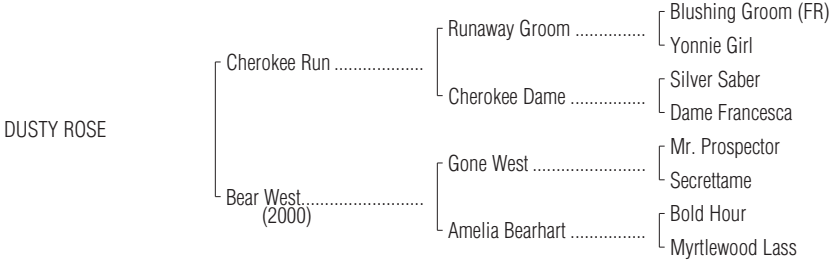 Blushing Groom (FR)
Runaway Groom ...............
Yonnie Girl
Cherokee Run ...................
Silver Saber
Cherokee Dame ................
Dame Francesca
DUSTY ROSE
Mr. Prospector
Gone West ........................
Secrettame
Bear West..........................
(2000)
Bold Hour
Amelia Bearhart ................
Myrtlewood Lass